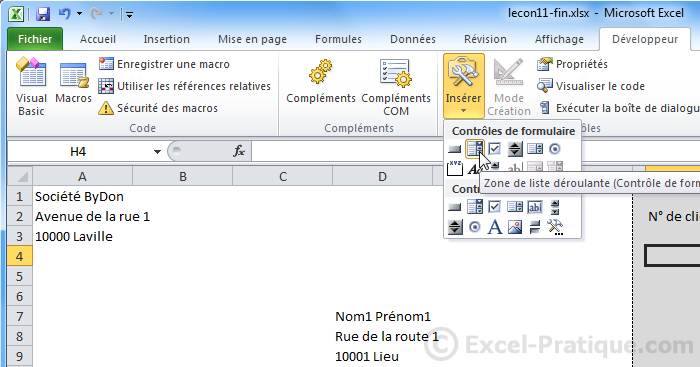 lecon11-fin.xlsx - Microsoft Excel
Fichier Accueil Insertion Mise en page Formules Données Révision Affichage Développeur
Visual Basic
Macros
Enregistrer une macro
Utiliser les références relatives
Sécurité des macros
Code
Compléments
Compléments COM
Compléments
Insérer
Mode Création
Propriétés
Visualiser le code
Exécuter la boîte de dialogu
Contrôles de formulaire
Zone de liste déroulante (Contrôle de form
H4
fx
A B C D
1 Société ByDon
2 Avenue de la rue 1
N° de clie
3 10000 Laville
4
5
6
7 Nom1 Prénom1
8 Rue de la route 1
9 10001 Lieu
© Excel-Pratique.com